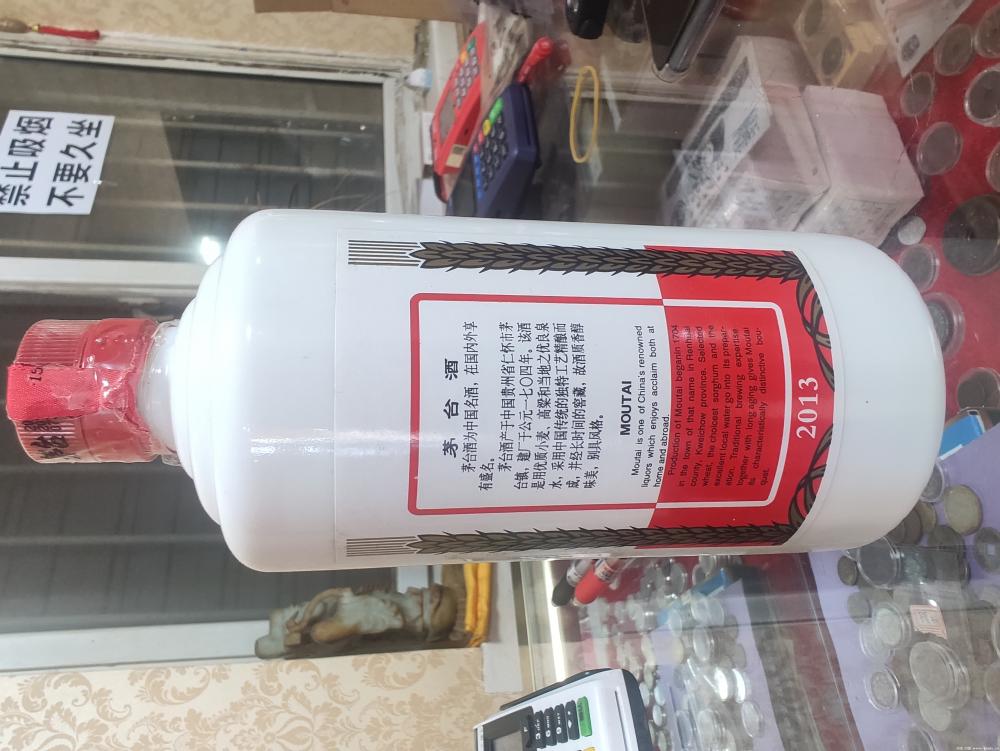 禁止吸烟
不要久坐
15
茅台酒
茅台酒为中国名酒，在国内外享
有盛名。
茅台酒产于中国贵州省仁怀市茅
台镇，建于公元一七〇四年。该酒
是用优质小麦、高粱和当地之优良泉
水，采用中国传统的独特工艺精酿而
成，并经长时间的窖藏，故酒质香醇
味美，别具风格。
MOUTAI
Moutai is one of China's renowned
liquors which enjoys acclaim both at
home and abroad.
Production of Moutai beganin 1704
in the town of that name in Renhuai
county, Kweichow province. Selected
wheat, the choicest sorghum and the
excellent local water go into its prepar-
ation. Traditional brewing expertise
together with long aging gives Moutai
its characteristically distinctive bou-
quet.
2013